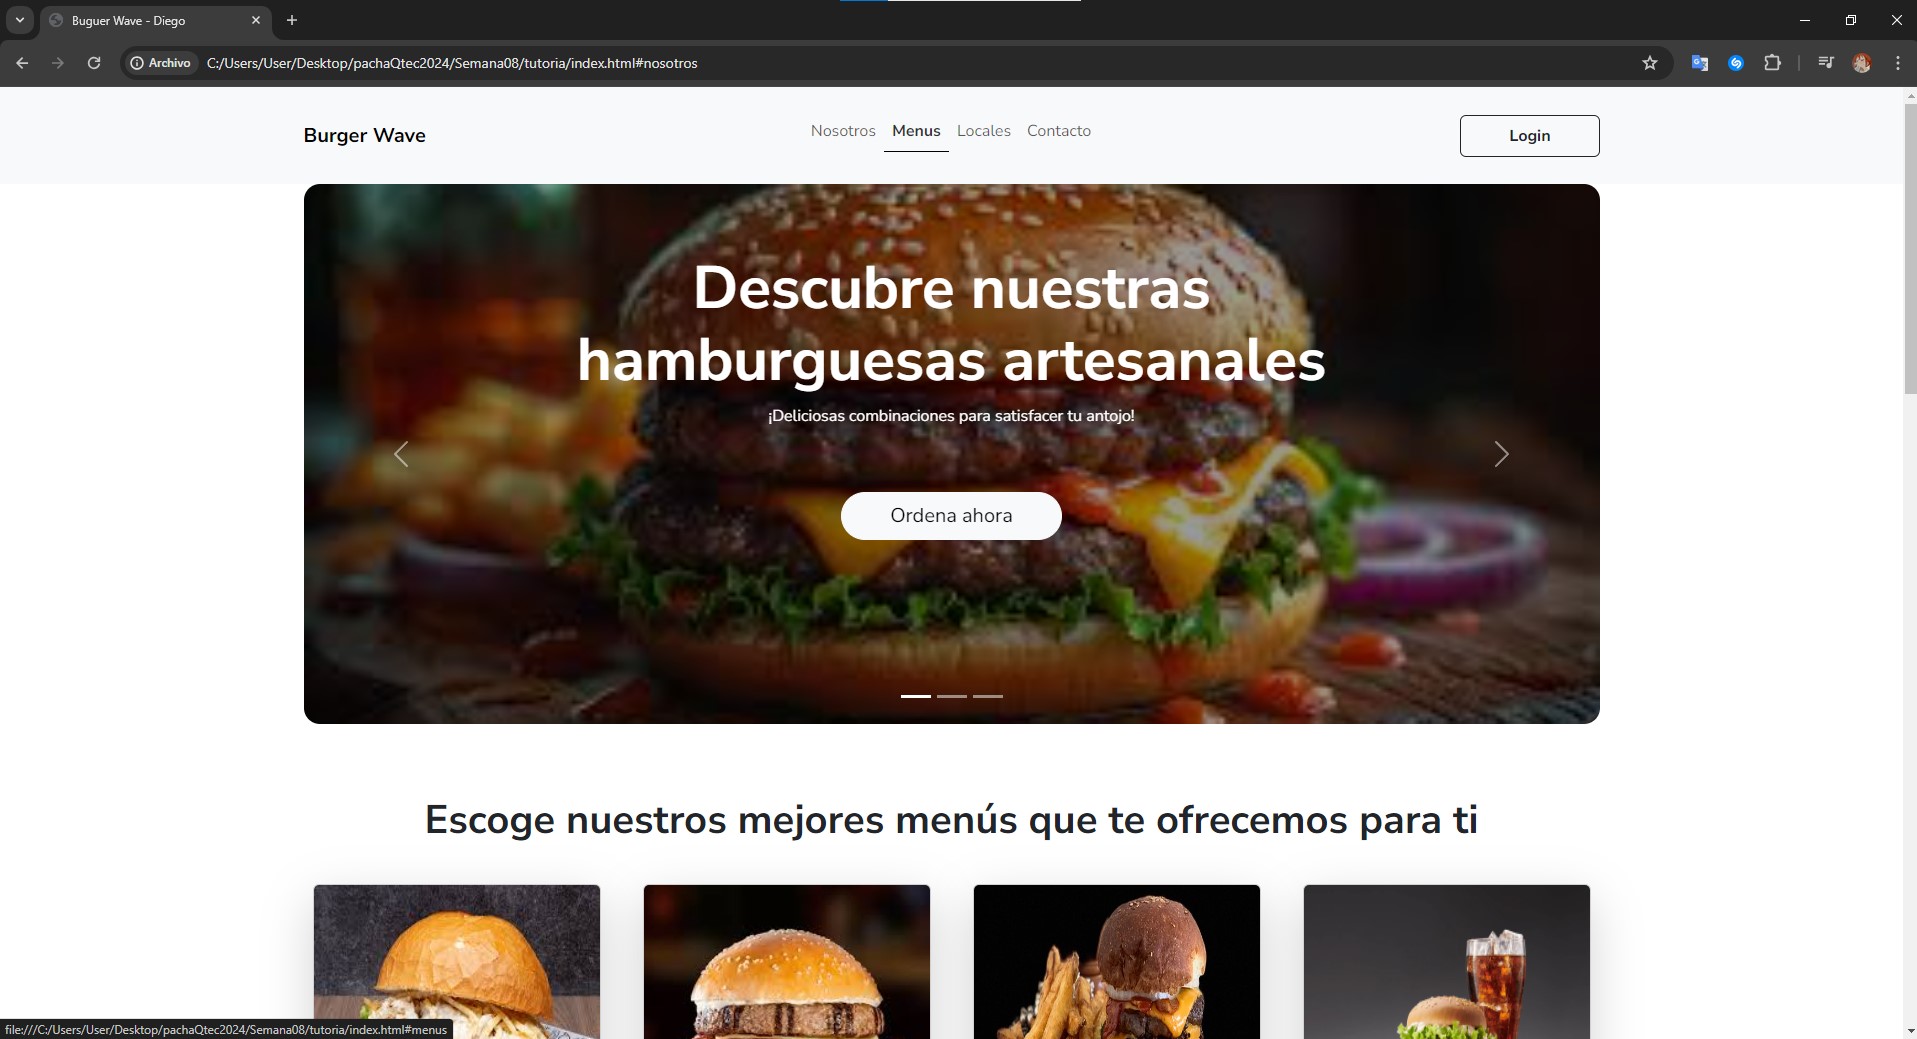 Buguer Wave - Diego
Archivo
C:/Users/User/Desktop/pachaQtec2024/Semana08/tutoria/index.html#nosotros
Burger Wave
Nosotros
Menus
Locales
Contacto
Login
Descubre nuestras
hamburguesas artesanales
¡Deliciosas combinaciones para satisfacer tu antojo!
Ordena ahora
Escoge nuestros mejores menús que te ofrecemos para ti
file:///C:/Users/User/Desktop/pachaQtec2024/Semana08/tutoria/index.html#menus